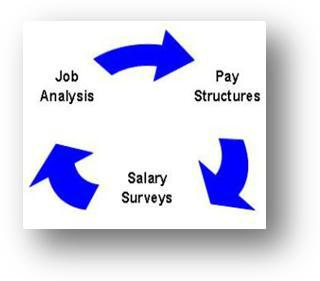 Job
Analysis
Pay
Structures
Salary
Surveys